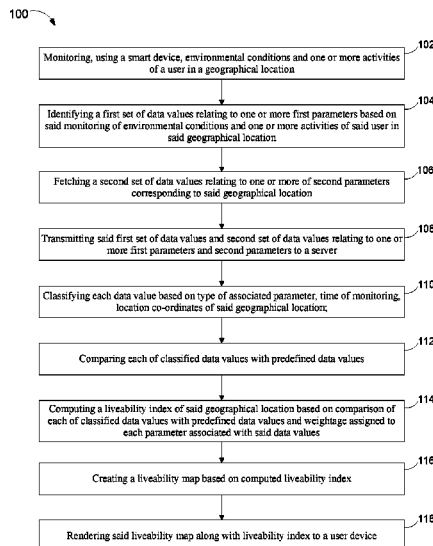 100
102
Monitoring, using a smart device, environmental conditions and one or more activities
of a user in a geographical location
104
Identifying a first set of data values relating to one or more first parameters based on
said monitoring of environmental conditions and one or more activities of said user in
said geographical location
106
Fetching a second set of data values relating to one or more of second parameters
corresponding to said geographical location
108
Transmitting said first set of data values and second set of data values relating to one or
more first parameters and second parameters to a server
110
Classifying each data value based on type of associated parameter, time of monitoring,
location co-ordinates of said geographical location;
112
Comparing each of classified data values with predefined data values
114
Computing a liveability index of said geographical location based on comparison of
each of classified data values with predefined data values and weightage assigned to
each parameter associated with said data values
116
Creating a liveability map based on computed liveability index
118
Rendering said liveability map along with liveability index to a user device